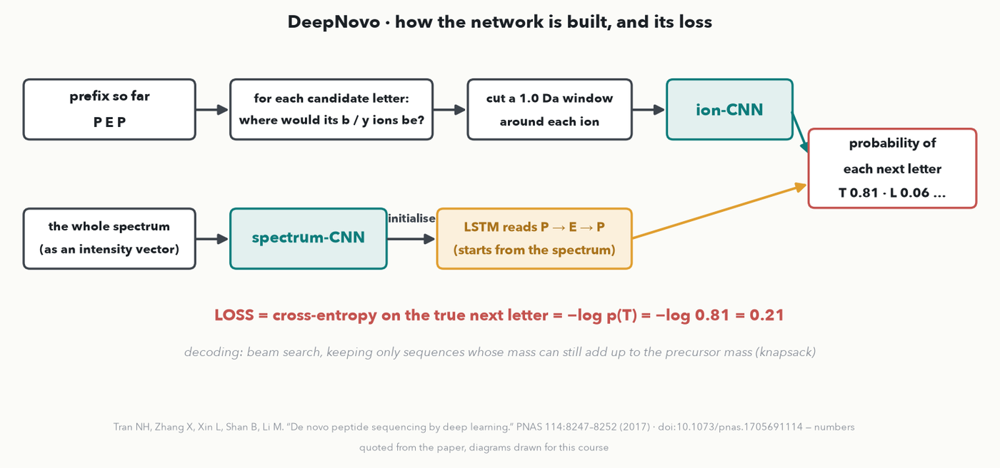 DeepNovo · how the network is built, and its loss
prefix so far
P E P
for each candidate letter:
where would its b / y ions be?
cut a 1.0 Da window
around each ion
ion-CNN
probability of
each next letter
T 0.81 · L 0.06 ...
the whole spectrum
(as an intensity vector)
spectrum-CNN
initialise
LSTM reads P → E → P
(starts from the spectrum)
LOSS = cross-entropy on the true next letter = −log p(T) = −log 0.81 = 0.21
decoding: beam search, keeping only sequences whose mass can still add up to the precursor mass (knapsack)
Tran NH, Zhang X, Xin L, Shan B, Li M. “De novo peptide sequencing by deep learning.” PNAS 114:8247–8252 (2017) · doi:10.1073/pnas.1705691114 — numbers
quoted from the paper, diagrams drawn for this course